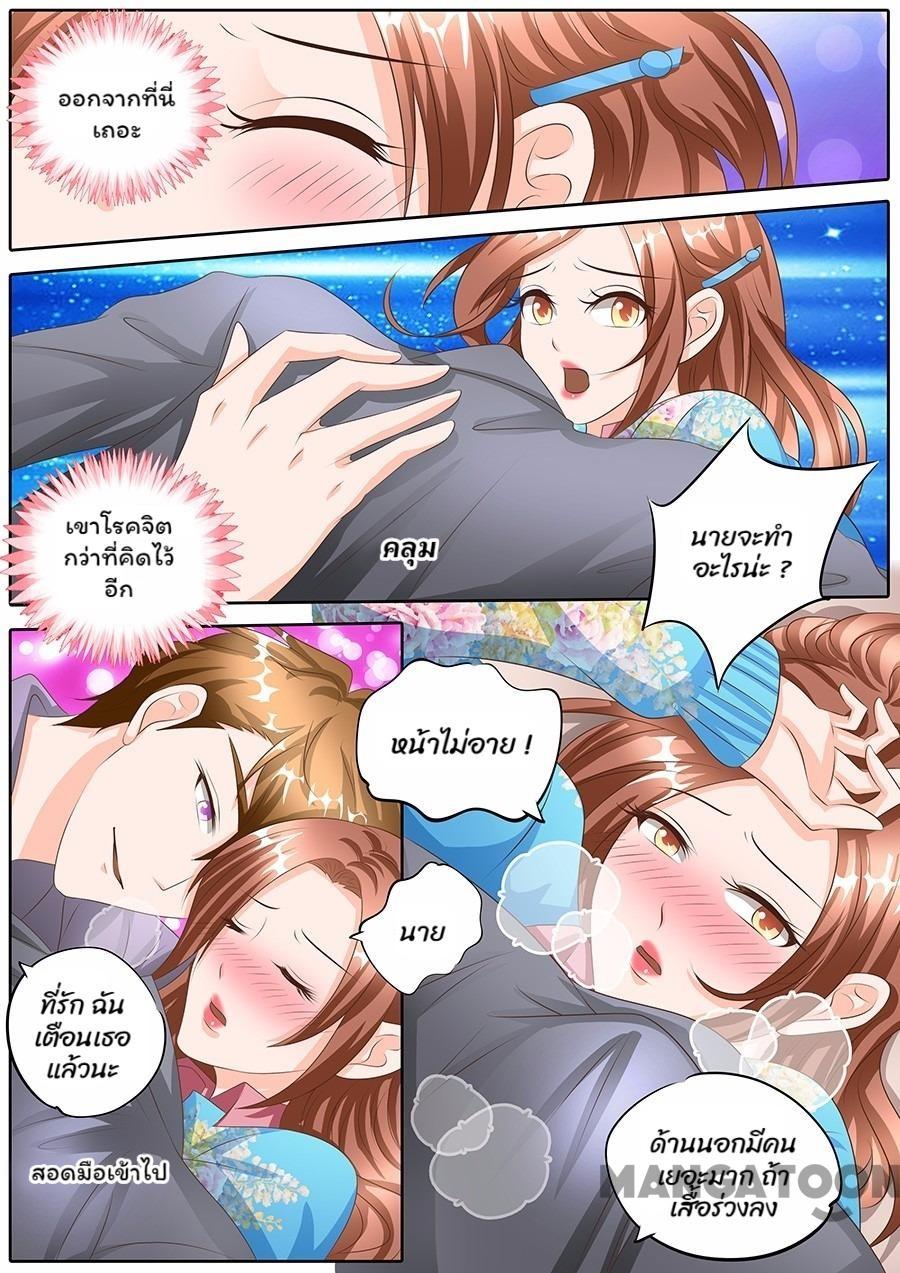 ออกจากที่นี่
เถอะ
เขาโรคจิต
กว่าที่คิดไว้
อีก
คลุม
นายจะทำ
อะไรน่ะ ?
หน้าไม่อาย !
นาย
ที่รัก ฉัน
เตือนเธอ
แล้วนะ
สอดมือเข้าไป
ด้านนอกมีคน
เยอะมาก ถ้า
เสื้อร่วงลง
MANGATOON